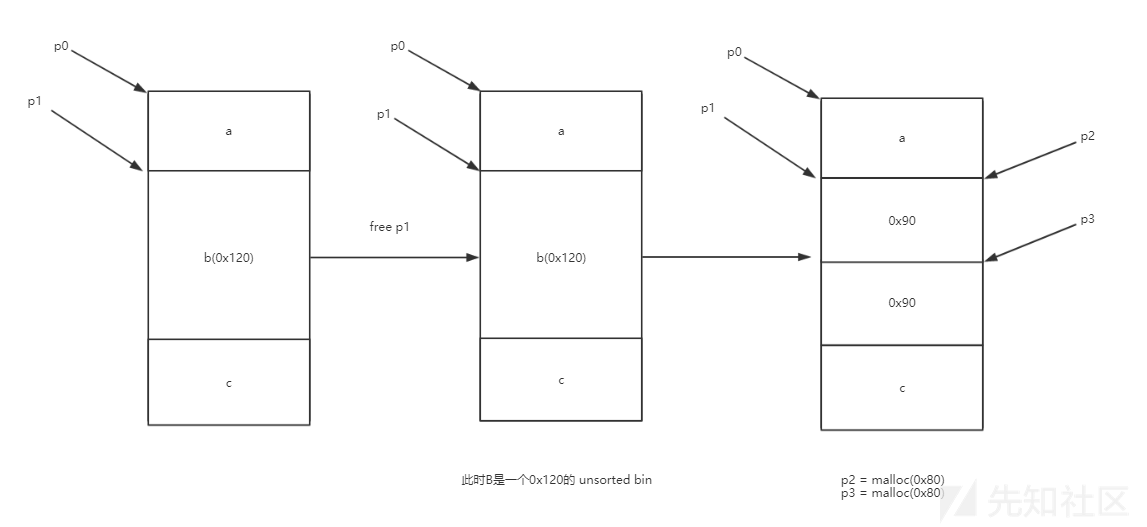 p0
p1
a
b(0x120)
c
free p1
p0
p1
a
b(0x120)
c
此时B是一个0x120的 unsorted bin
p0
p1
a
p2
0x90
p3
0x90
c
p2 = malloc(0x80)
p3 = malloc(0x80)
先知社区